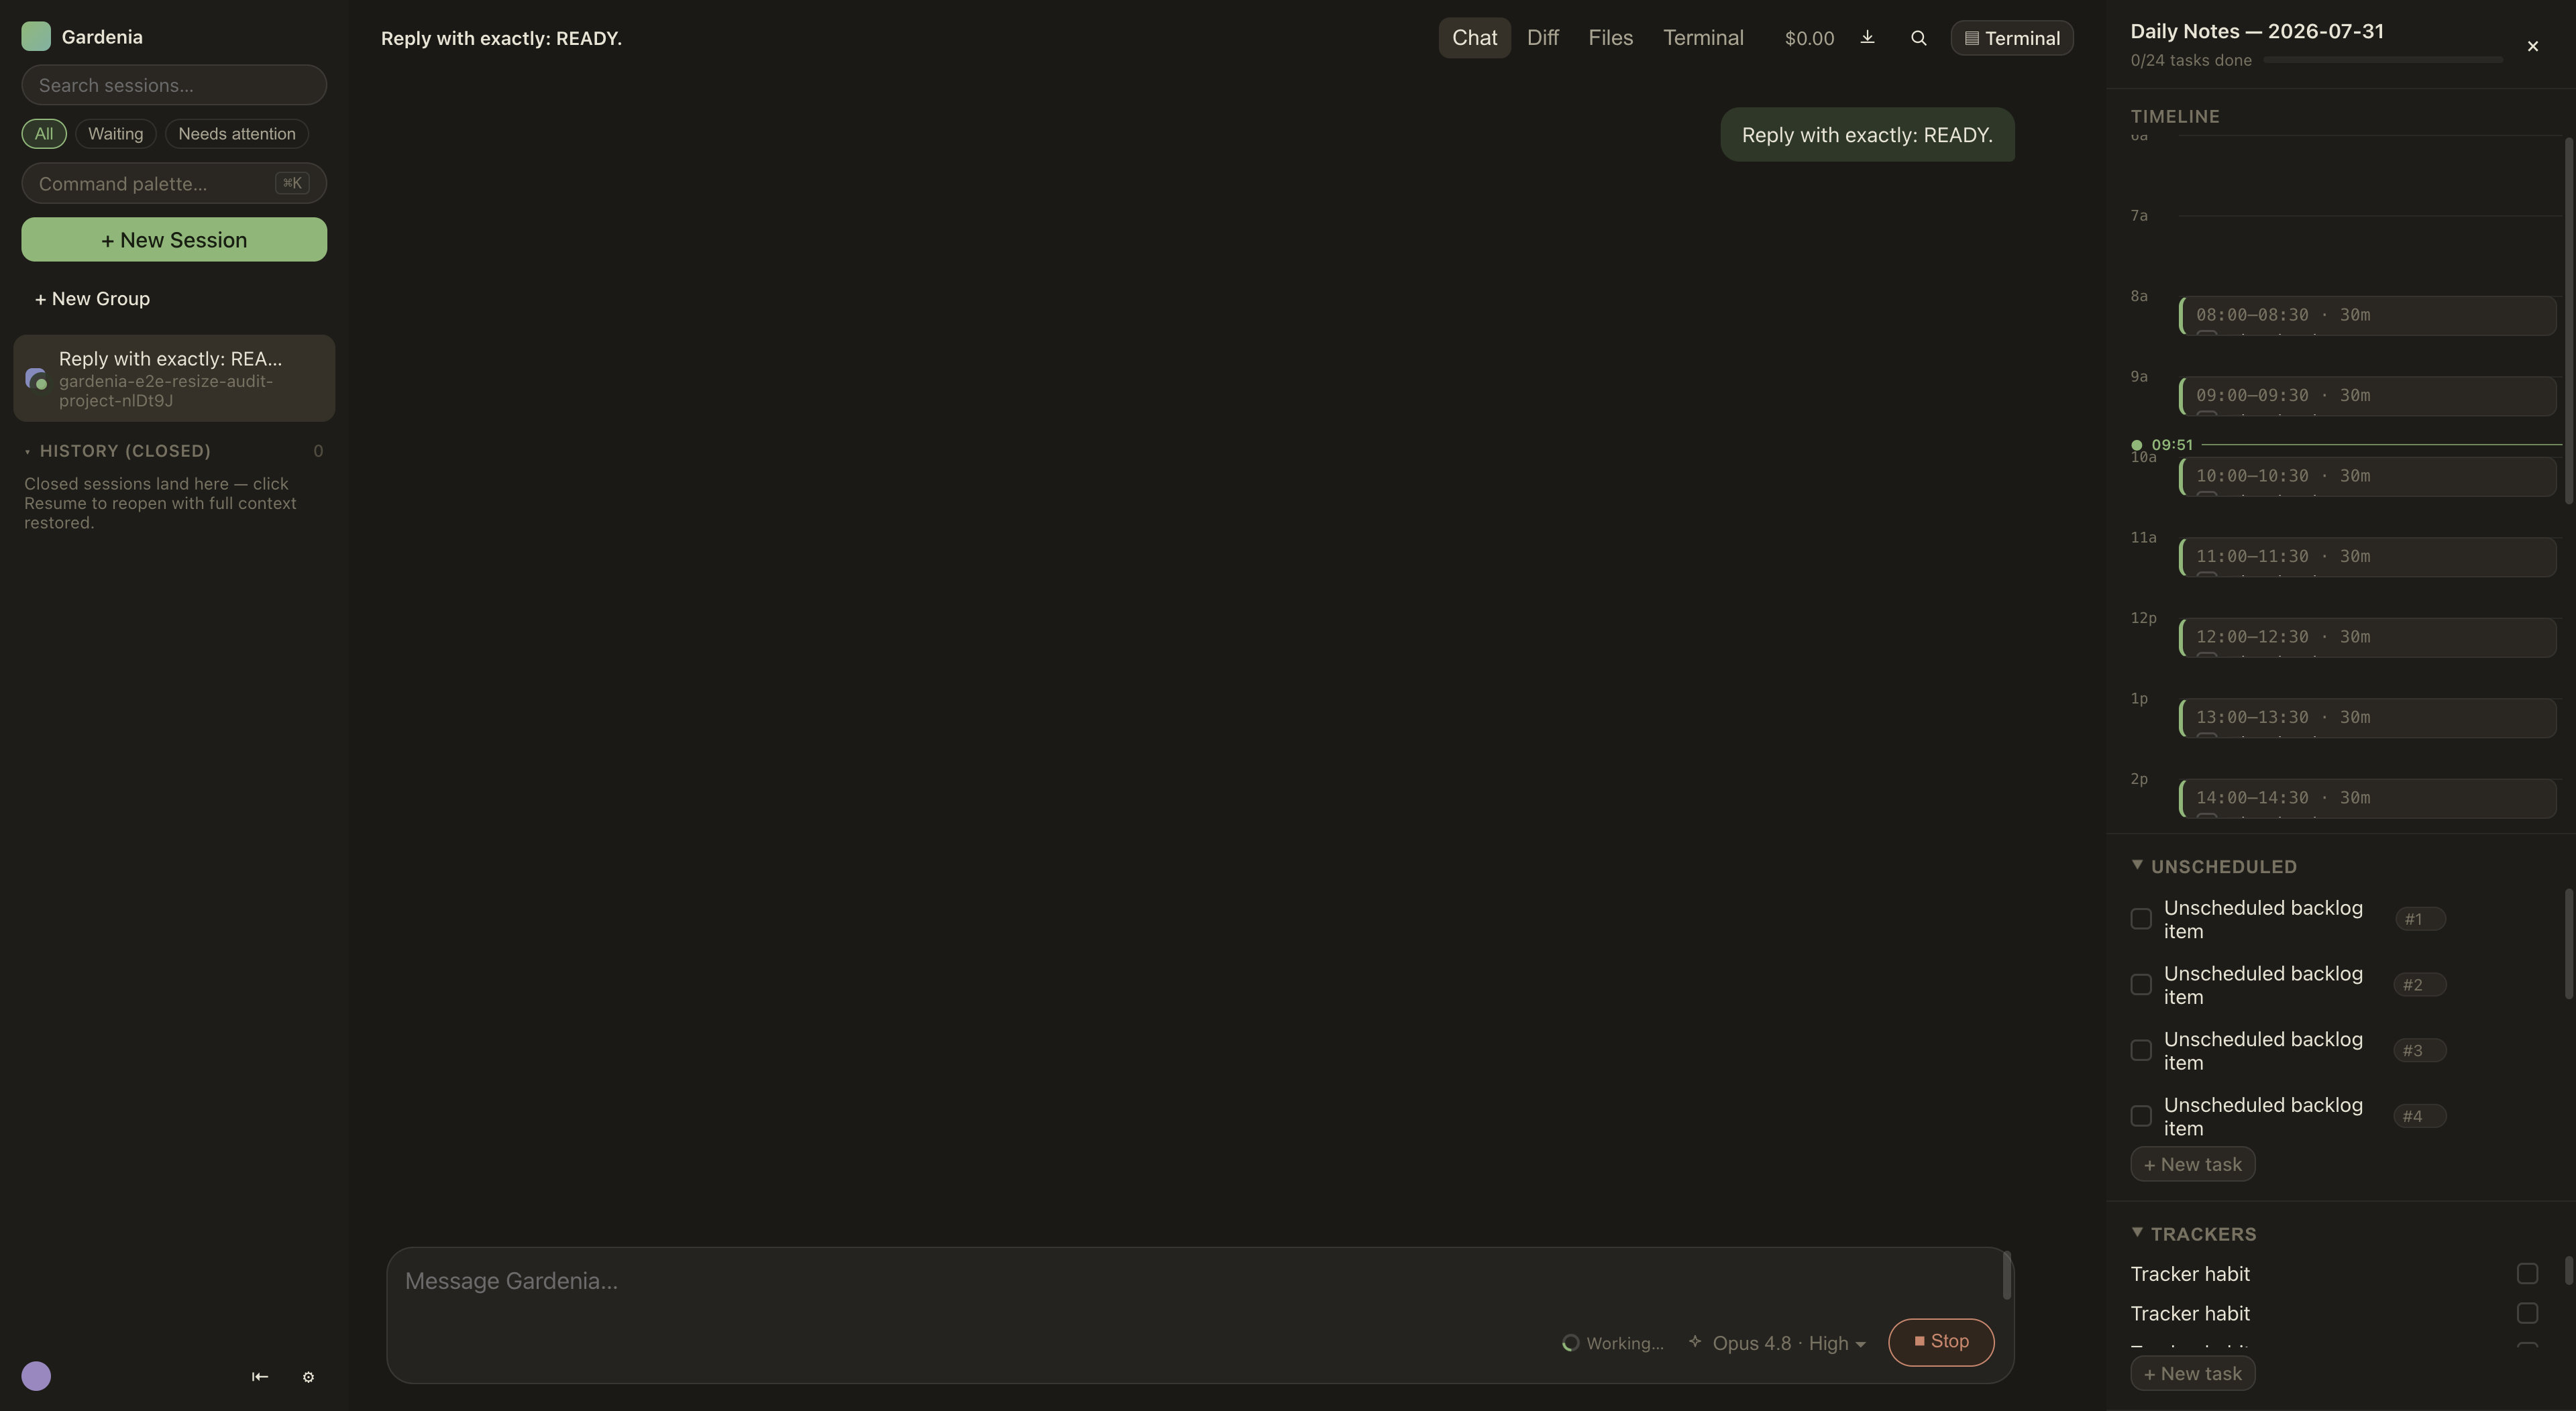 Gardenia
Search sessions...
All
Waiting
Needs attention
Command palette...
⌘K
+ New Session
+ New Group
Reply with exactly: REA...
gardenia-e2e-resize-audit-
project-nlDt9J
HISTORY (CLOSED)
0
Closed sessions land here — click
Resume to reopen with full context
restored.
Reply with exactly: READY.
Chat
Diff
Files
Terminal
$0.00
Terminal
Reply with exactly: READY.
Message Gardenia...
Working...
Opus 4.8 · High
Stop
Daily Notes — 2026-07-31
0/24 tasks done
TIMELINE
6a
7a
8a
08:00–08:30 · 30m
9a
09:00–09:30 · 30m
09:51
10a
10:00–10:30 · 30m
11a
11:00–11:30 · 30m
12p
12:00–12:30 · 30m
1p
13:00–13:30 · 30m
2p
14:00–14:30 · 30m
UNSCHEDULED
Unscheduled backlog
item
#1
Unscheduled backlog
item
#2
Unscheduled backlog
item
#3
Unscheduled backlog
item
#4
+ New task
TRACKERS
Tracker habit
Tracker habit
+ New task